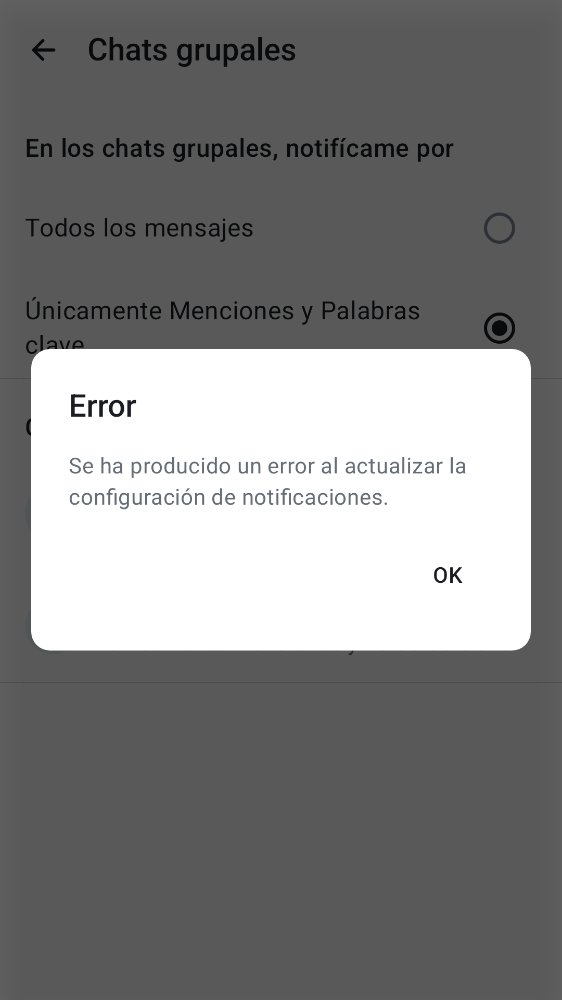 Chats grupales
En los chats grupales, notifícame por
Todos los mensajes
Únicamente Menciones y Palabras
clave
Error
Se ha producido un error al actualizar la
configuración de notificaciones.
OK